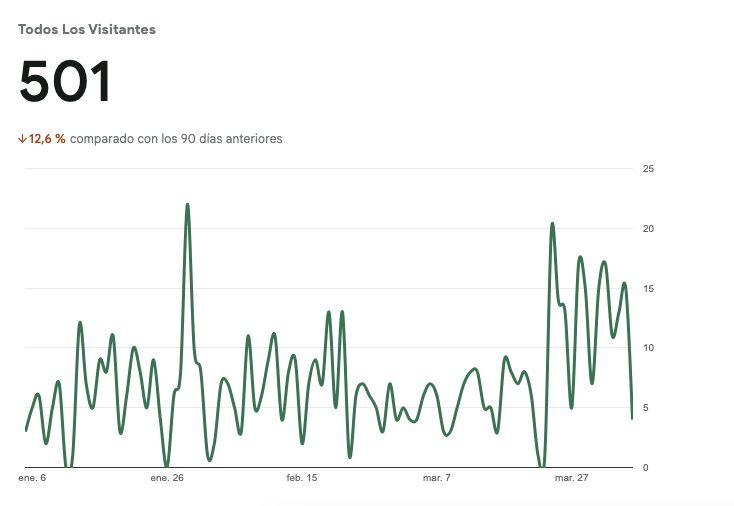 Todos Los Visitantes
501
↓12,6 % comparado con los 90 días anteriores
25
20
15
10
5
0
ene. 6 ene. 26 feb. 15 mar. 7 mar. 27